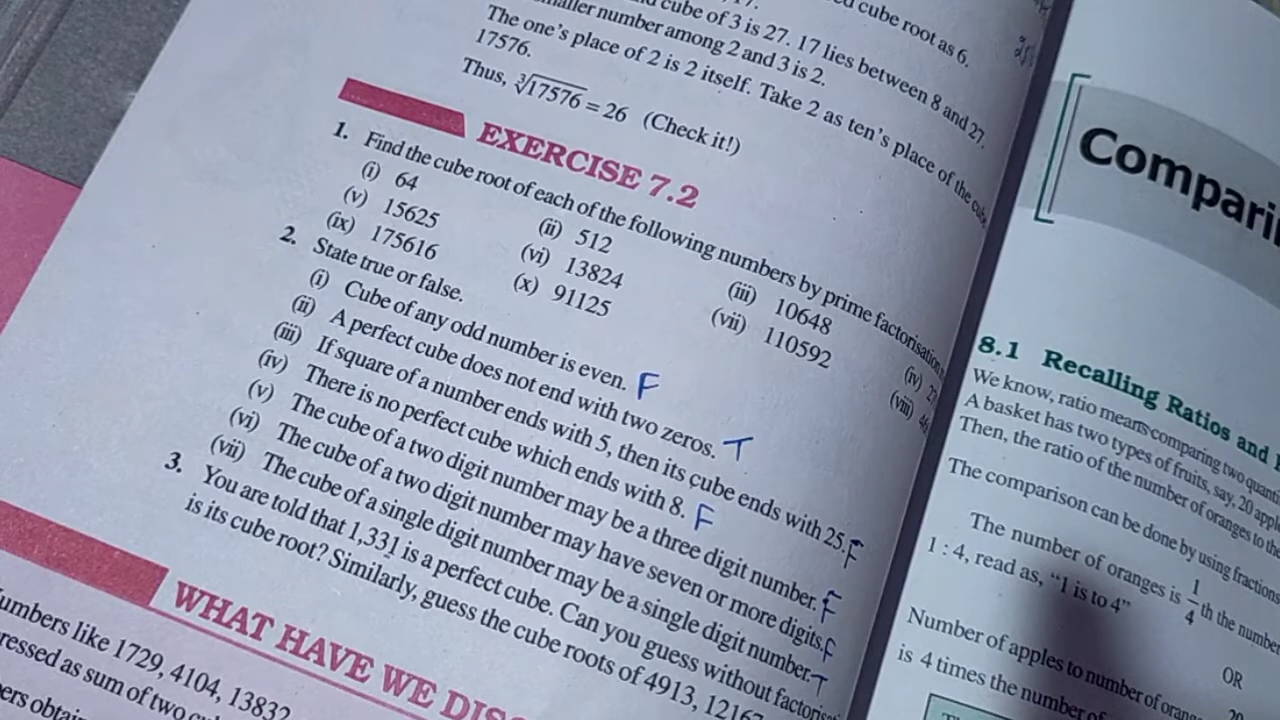 cube root as 6.
cube of 3 is 27. 17 lies between 8 and 27.
smaller number among 2 and 3 is 2.
The one's place of 2 is 2 itself. Take 2 as ten's place of the cube
17576.
Thus, ∛17576 = 26 (Check it!)
EXERCISE 7.2
1. Find the cube root of each of the following numbers by prime factorisation
(i) 64 (ii) 512 (iii) 10648 (iv)
(v) 15625 (vi) 13824 (vii) 110592 (viii)
(ix) 175616 (x) 91125
2. State true or false.
(i) Cube of any odd number is even. F
(ii) A perfect cube does not end with two zeros. T
(iii) If square of a number ends with 5, then its cube ends with 25. F
(iv) There is no perfect cube which ends with 8. F
(v) The cube of a two digit number may be a three digit number. F
(vi) The cube of a two digit number may have seven or more digits. F
(vii) The cube of a single digit number may be a single digit number. T
3. You are told that 1,331 is a perfect cube. Can you guess without
is its cube root? Similarly, guess the cube roots of 4913, 12167
WHAT HAVE WE
numbers like 1729, 4104, 13832
as sum of two
Compari
8.1 Recalling Ratios and
We know, ratio means comparing two
A basket has two types of fruits, say, 20
Then, the ratio of the number of oranges to the
The comparison can be done by using fractions
The number of oranges is 1/4 th the number
1 : 4, read as, "1 is to 4"
OR
Number of apples to number of
is 4 times the number of